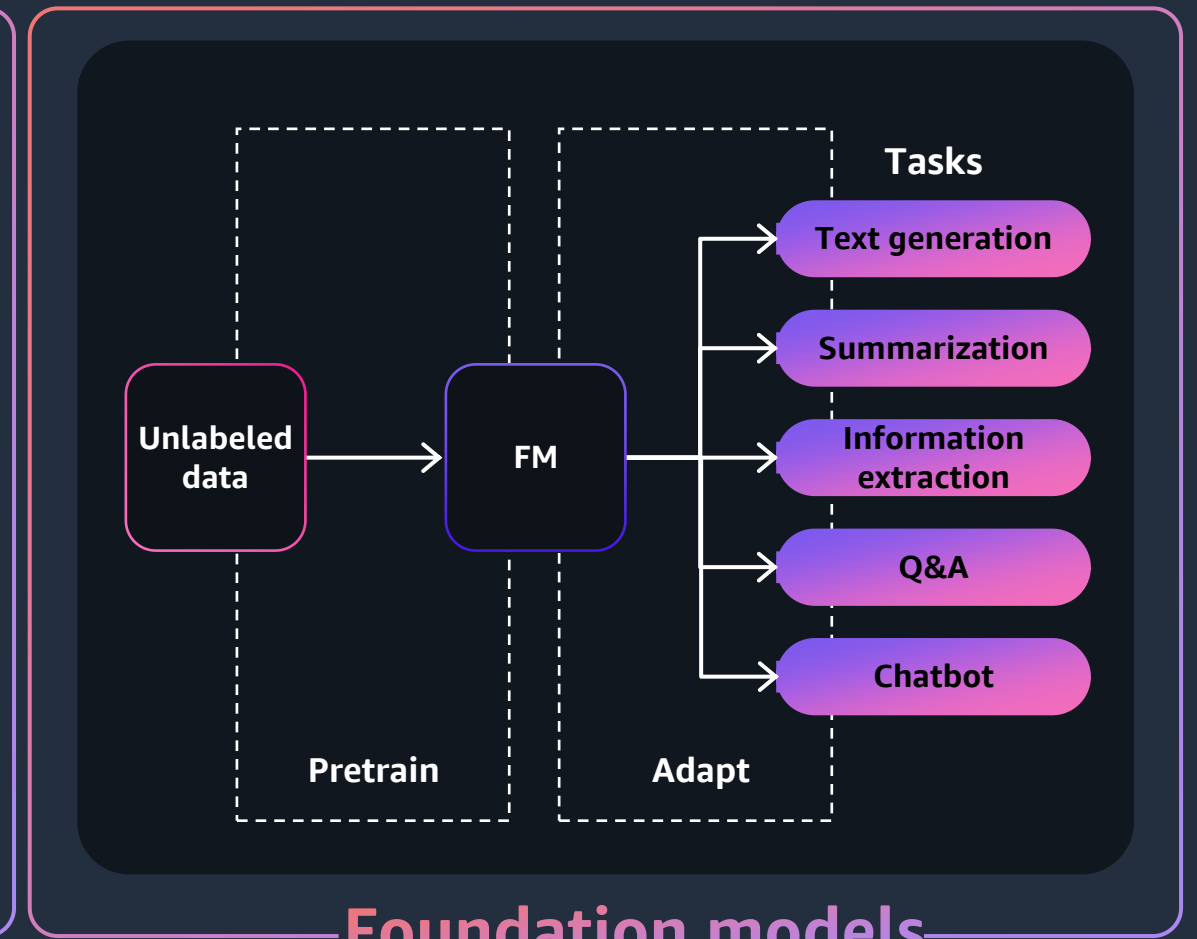 Tasks
Text generation
Summarization
Unlabeled
data
FM
Information
extraction
Q&A
Chatbot
Pretrain
Adapt
Foundation models